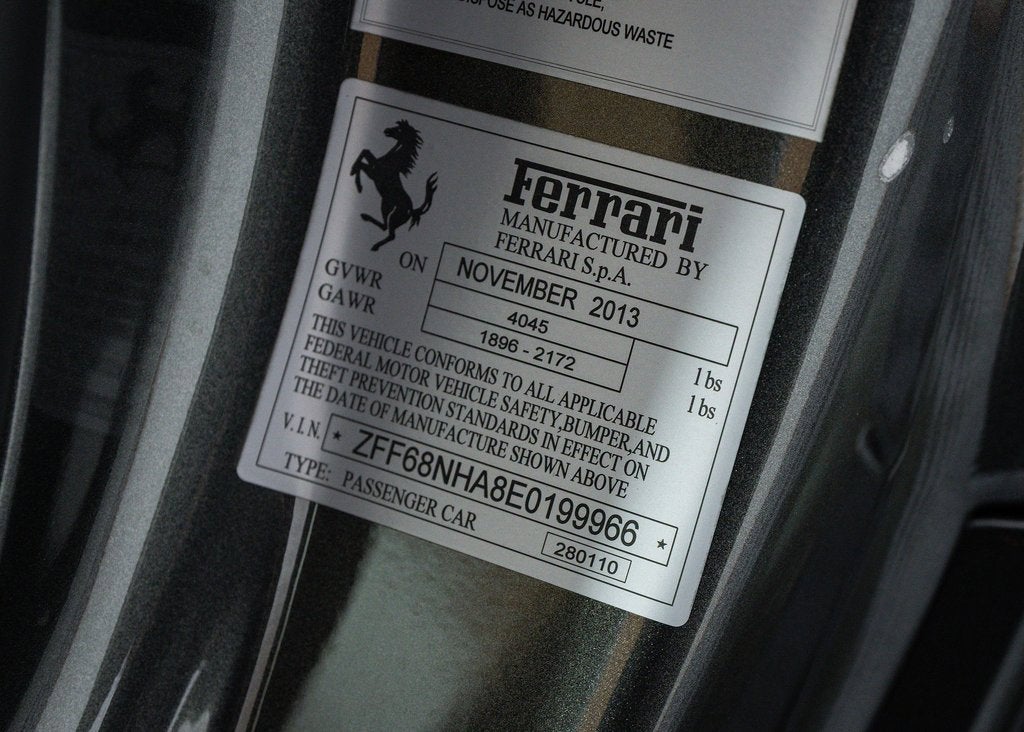 DISPOSE AS HAZARDOUS WASTE
Ferrari
MANUFACTURED BY
FERRARI S.p.A.
ON NOVEMBER 2013
GVWR 4045 lbs
GAWR 1896 - 2172 lbs
THIS VEHICLE CONFORMS TO ALL APPLICABLE
FEDERAL MOTOR VEHICLE SAFETY,BUMPER,AND
THEFT PREVENTION STANDARDS IN EFFECT ON
THE DATE OF MANUFACTURE SHOWN ABOVE
V.I.N. * ZFF68NHA8E0199966 *
TYPE: PASSENGER CAR 280110